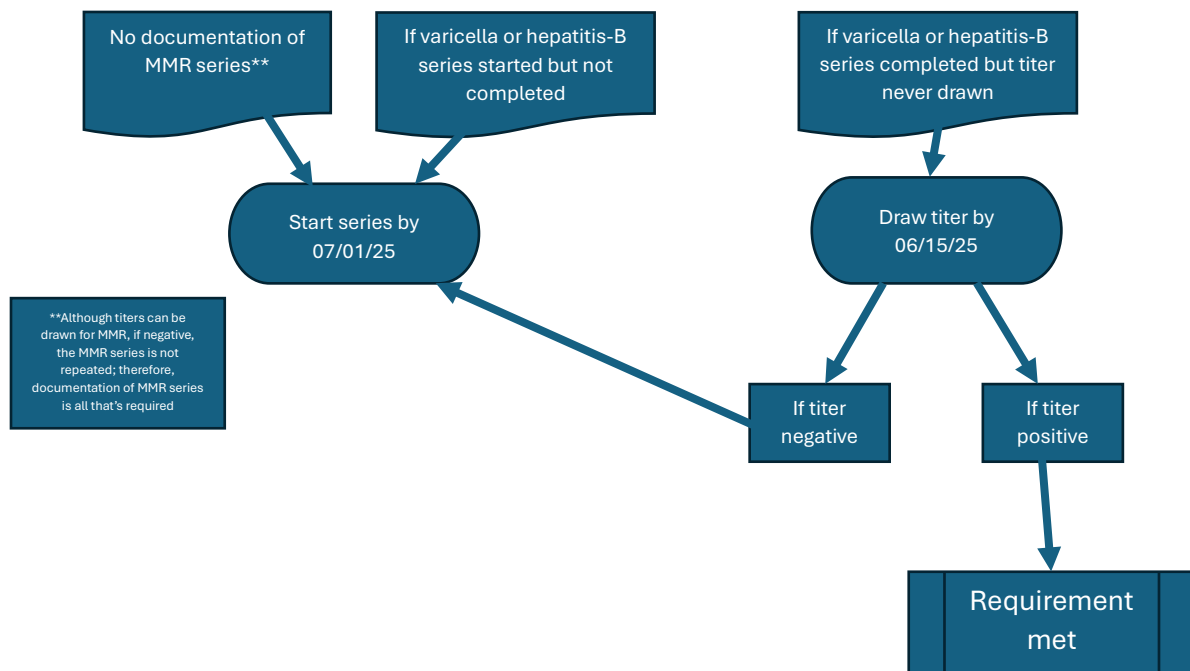 No documentation of
MMR series**
If varicella or hepatitis-B
series started but not
completed
If varicella or hepatitis-B
series completed but titer
never drawn
Start series by
07/01/25
Draw titer by
06/15/25
**Although titers can be
drawn for MMR, if negative,
the MMR series is not
repeated; therefore,
documentation of MMR series
is all that's required
If titer
negative
If titer
positive
Requirement
met